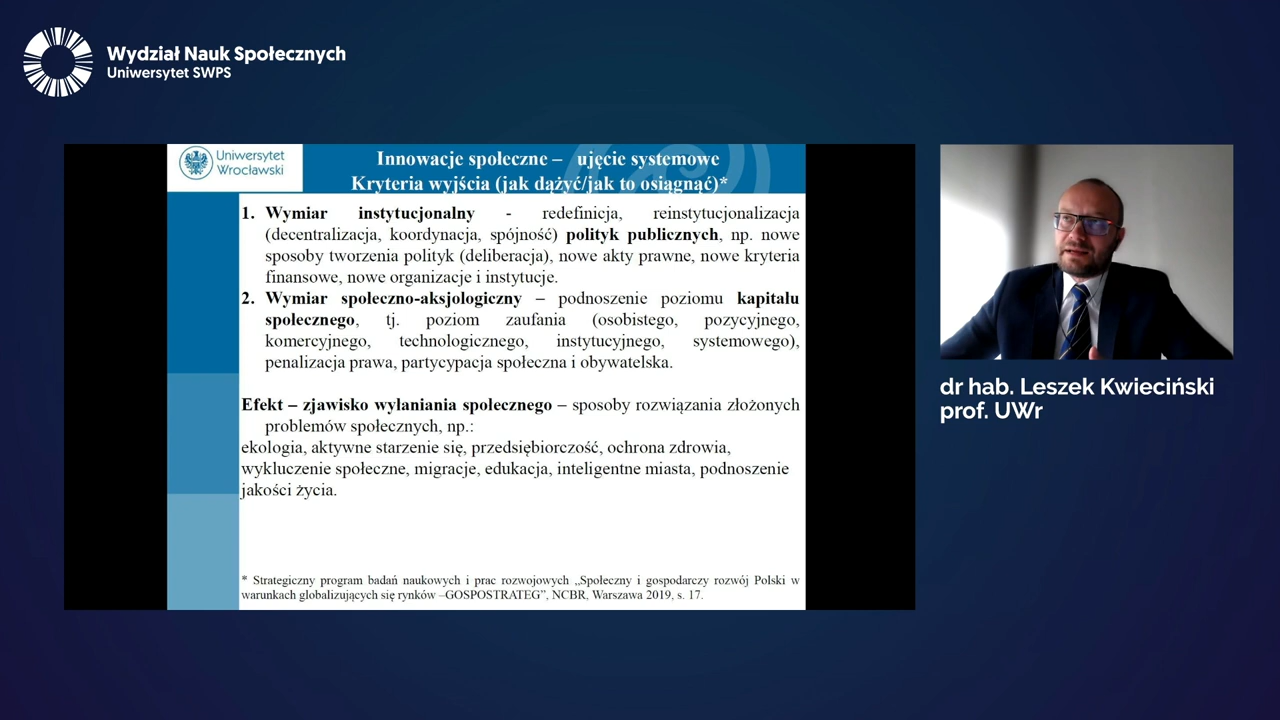 Wydział Nauk Społecznych
Uniwersytet SWPS
Uniwersytet
Wrocławski
Innowacje społeczne – ujęcie systemowe
Kryteria wyjścia (jak dążyć/jak to osiągnąć)*
1. Wymiar instytucjonalny - redefinicja, reinstytucjonalizacja
(decentralizacja, koordynacja, spójność) polityk publicznych, np. nowe
sposoby tworzenia polityk (deliberacja), nowe akty prawne, nowe kryteria
finansowe, nowe organizacje i instytucje.
2. Wymiar społeczno-aksjologiczny – podnoszenie poziomu kapitału
społecznego, tj. poziom zaufania (osobistego, pozycyjnego,
komercyjnego, technologicznego, instytucyjnego, systemowego),
penalizacja prawa, partycypacja społeczna i obywatelska.
Efekt – zjawisko wyłaniania społecznego – sposoby rozwiązania złożonych
problemów społecznych, np.:
ekologia, aktywne starzenie się, przedsiębiorczość, ochrona zdrowia,
wykluczenie społeczne, migracje, edukacja, inteligentne miasta, podnoszenie
jakości życia.
* Strategiczny program badań naukowych i prac rozwojowych „Społeczny i gospodarczy rozwój Polski w
warunkach globalizujących się rynków –GOSPOSTRATEG”, NCBR, Warszawa 2019, s. 17.
dr hab. Leszek Kwieciński
prof. UWr